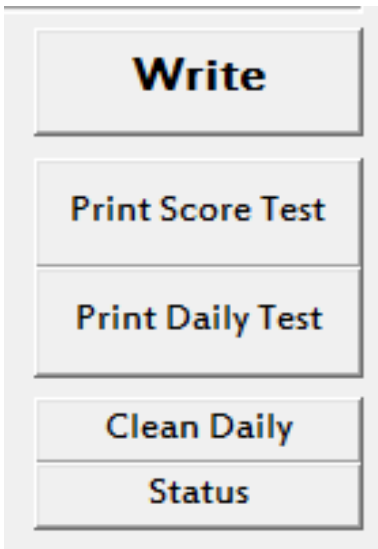 Write
Print Score Test
Print Daily Test
Clean Daily
Status